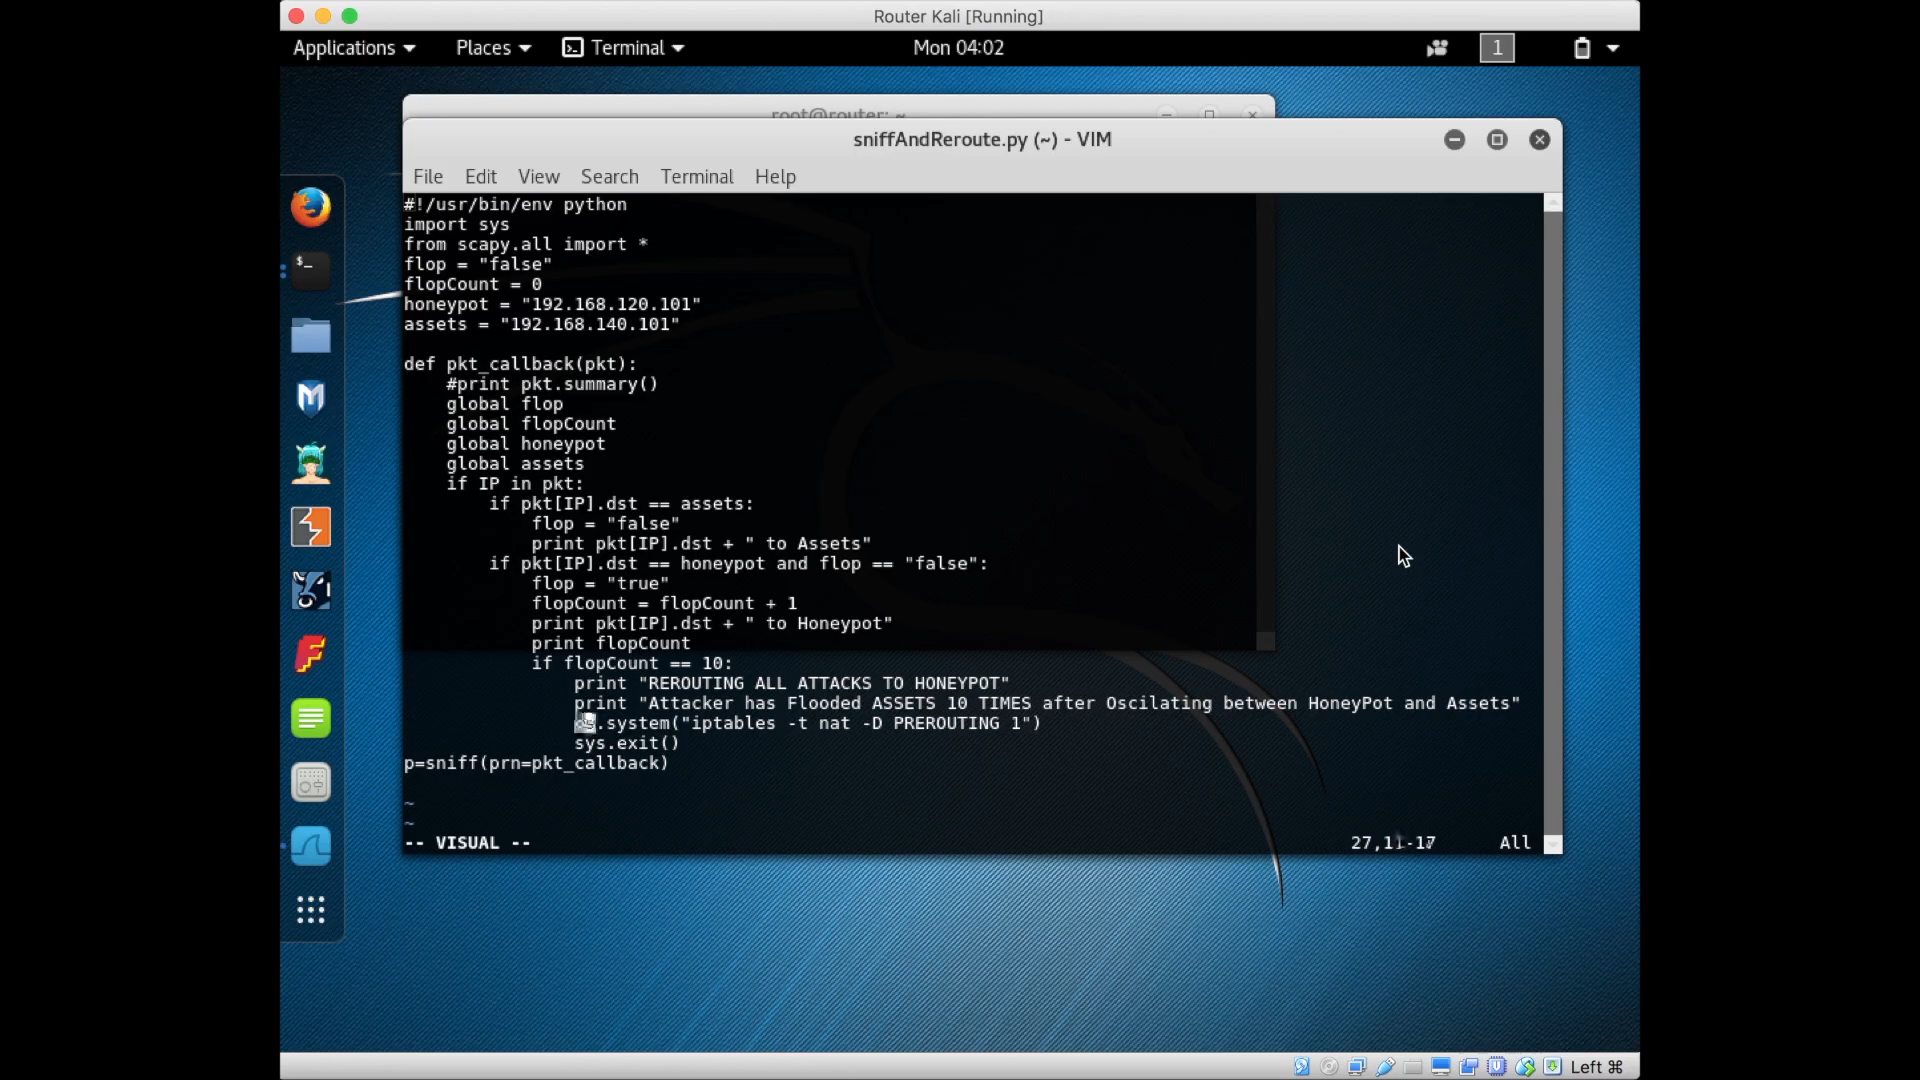 Router Kali [Running]
Applications Places Terminal Mon 04:02 1
root@router: ~
sniffAndReroute.py (~) - VIM
File Edit View Search Terminal Help
#!/usr/bin/env python
import sys
from scapy.all import *
flop = "false"
flopCount = 0
honeypot = "192.168.120.101"
assets = "192.168.140.101"
def pkt_callback(pkt):
#print pkt.summary()
global flop
global flopCount
global honeypot
global assets
if IP in pkt:
if pkt[IP].dst == assets:
flop = "false"
print pkt[IP].dst + " to Assets"
if pkt[IP].dst == honeypot and flop == "false":
flop = "true"
flopCount = flopCount + 1
print pkt[IP].dst + " to Honeypot"
print flopCount
if flopCount == 10:
print "REROUTING ALL ATTACKS TO HONEYPOT"
print "Attacker has Flooded ASSETS 10 TIMES after Oscilating between HoneyPot and Assets"
os.system("iptables -t nat -D PREROUTING 1")
sys.exit()
p=sniff(prn=pkt_callback)
~
~
-- VISUAL -- 27,11-17 All
Left ⌘